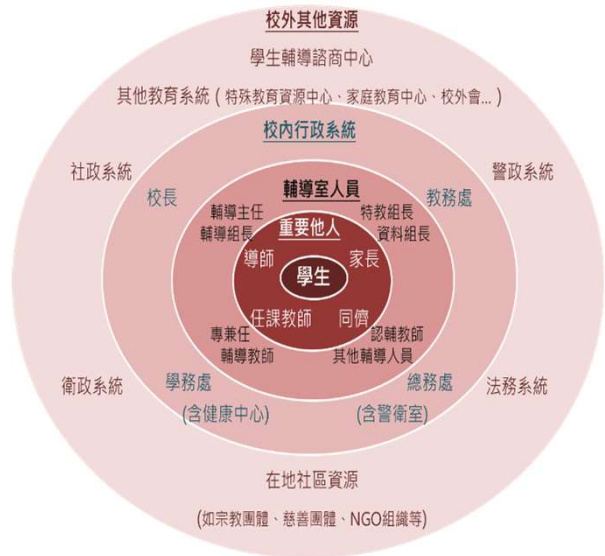 校外其他資源
學生輔導諮商中心
其他教育系統 ( 特殊教育資源中心、家庭教育中心、校外會... )
校內行政系統
社政系統
警政系統
校長
教務處
輔導室人員
輔導主任
特教組長
輔導組長
資料組長
重要他人
導師
家長
學生
任課教師
同儕
專兼任
輔導教師
認輔教師
其他輔導人員
衛政系統
學務處
(含健康中心)
總務處
(含警衛室)
法務系統
在地社區資源
(如宗教團體、慈善團體、NGO組織等)